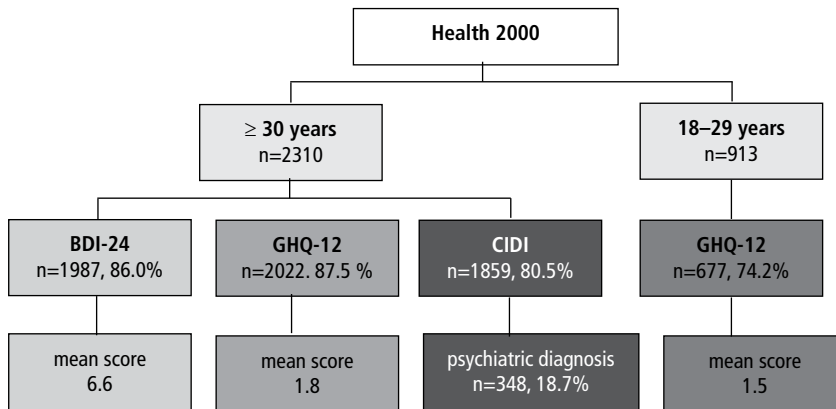 Health 2000
≥ 30 years
n=2310
18–29 years
n=913
BDI-24
n=1987, 86.0%
GHQ-12
n=2022. 87.5 %
CIDI
n=1859, 80.5%
GHQ-12
n=677, 74.2%
mean score
6.6
mean score
1.8
psychiatric diagnosis
n=348, 18.7%
mean score
1.5